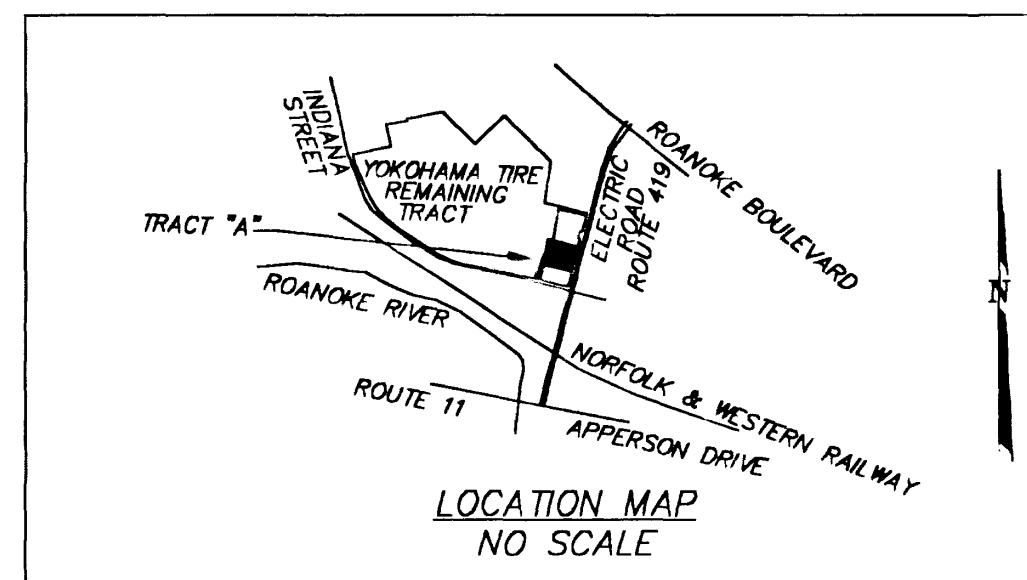 INDIANA
STREET
ROANOKE BOULEVARD
YOKOHAMA TIRE
REMAINING
TRACT
ELECTRIC
ROAD
ROUTE 419
TRACT "A"
ROANOKE RIVER
N
NORFOLK & WESTERN RAILWAY
ROUTE 11
APPERSON DRIVE
LOCATION MAP
NO SCALE